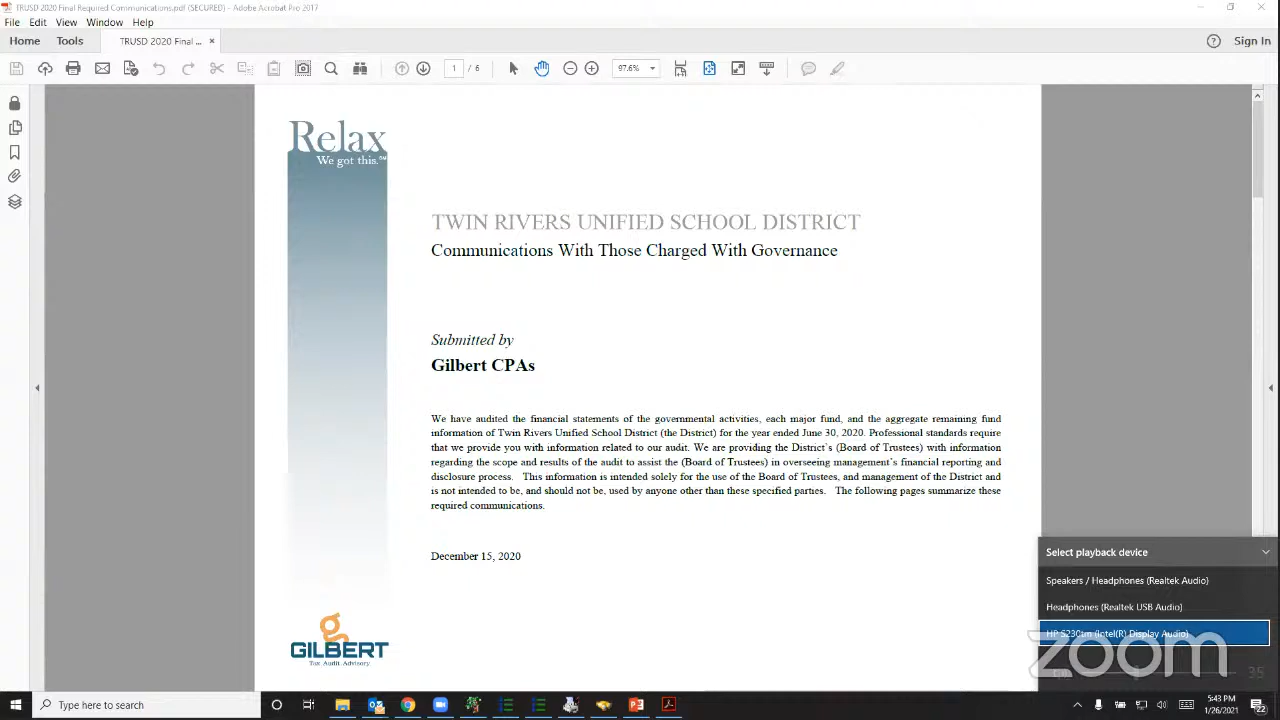 TRUSD 2020 Final Required Communications.pdf (SECURED) - Adobe Acrobat Pro 2017
File Edit View Window Help
Home Tools TRUSD 2020 Final ... × Sign In
1 / 6 97.6%
Relax
We got this.℠
TWIN RIVERS UNIFIED SCHOOL DISTRICT
Communications With Those Charged With Governance
Submitted by
Gilbert CPAs
We have audited the financial statements of the governmental activities, each major fund, and the aggregate remaining fund
information of Twin Rivers Unified School District (the District) for the year ended June 30, 2020. Professional standards require
that we provide you with information related to our audit. We are providing the District's (Board of Trustees) with information
regarding the scope and results of the audit to assist the (Board of Trustees) in overseeing management's financial reporting and
disclosure process. This information is intended solely for the use of the Board of Trustees, and management of the District and
is not intended to be, and should not be, used by anyone other than these specified parties. The following pages summarize these
required communications.
December 15, 2020
GILBERT
Tax Audit Advisory
Select playback device
Speakers / Headphones (Realtek Audio)
Headphones (Realtek USB Audio)
HP S230tm (Intel(R) Display Audio)
zoom
35
Type here to search
5:43 PM
1/26/2021